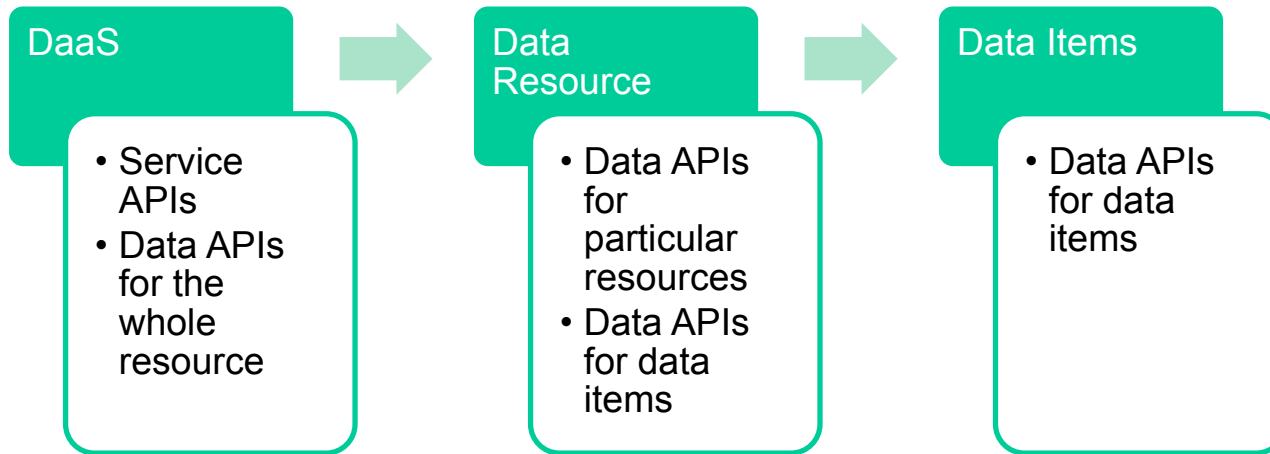 DaaS
• Service
APIs
• Data APIs
for the
whole
resource
Data
Resource
• Data APIs
for
particular
resources
• Data APIs
for data
items
Data Items
• Data APIs
for data
items